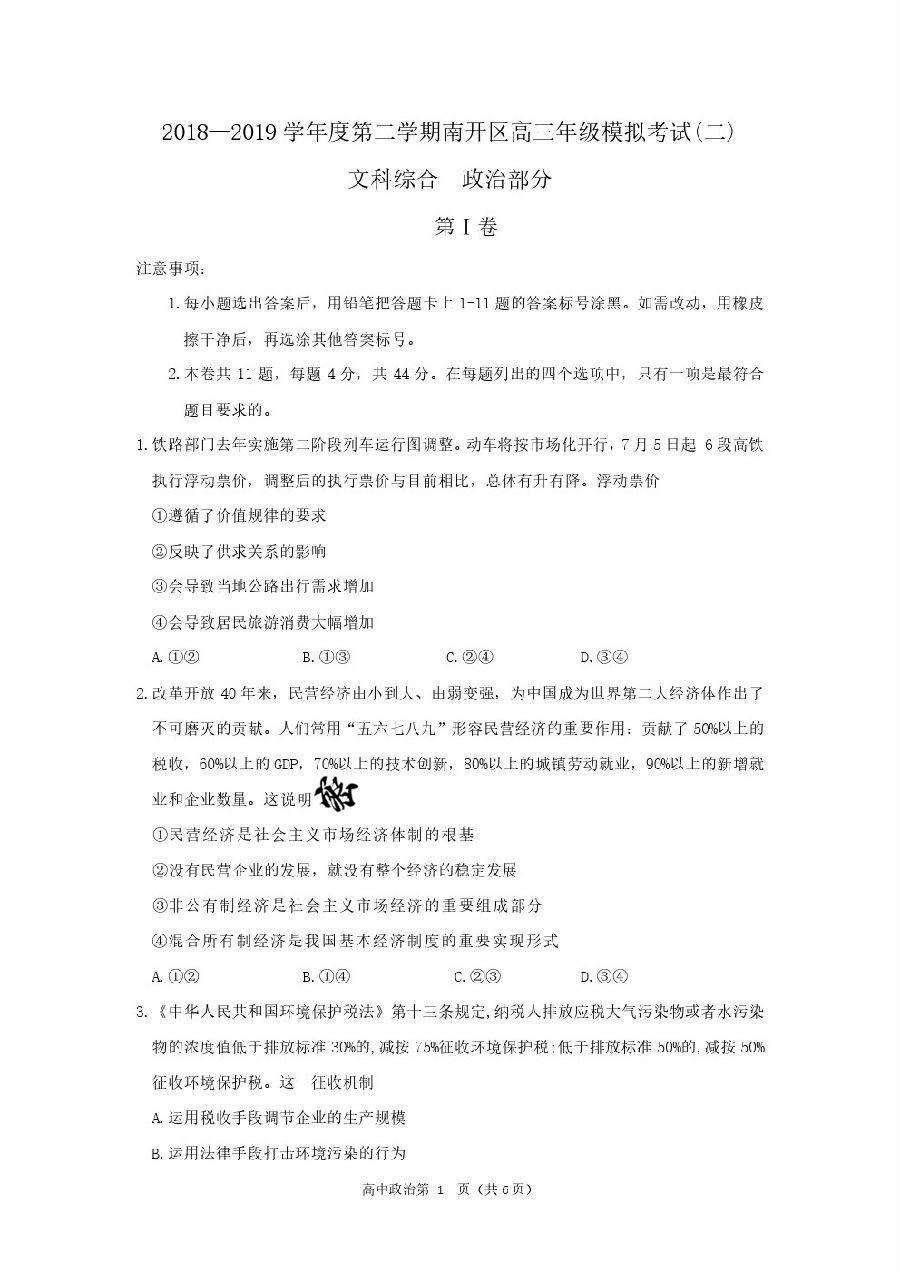 2018—2019学年度第二学期南开区高三年级模拟考试(二)
文科综合 政治部分
第Ⅰ卷
注意事项:
1.每小题选出答案后,用铅笔把答题卡上1-11题的答案标号涂黑。如需改动,用橡皮
擦干净后,再选涂其他答案标号。
2.本卷共11题,每题4分,共44分。在每题列出的四个选项中,只有一项是最符合
题目要求的。
1.铁路部门去年实施第二阶段列车运行图调整。动车将按市场化开行,7月5日起 6段高铁
执行浮动票价,调整后的执行票价与目前相比,总体有升有降。浮动票价
①遵循了价值规律的要求
②反映了供求关系的影响
③会导致当地公路出行需求增加
④会导致居民旅游消费大幅增加
A.①② B.①③ C.②④ D.③④
2.改革开放40年来,民营经济由小到大、由弱变强,为中国成为世界第二大经济体作出了
不可磨灭的贡献。人们常用“五六七八九”形容民营经济的重要作用:贡献了50%以上的
税收,60%以上的GDP,70%以上的技术创新,80%以上的城镇劳动就业,90%以上的新增就
业和企业数量。这说明
①民营经济是社会主义市场经济体制的根基
②没有民营企业的发展,就没有整个经济的稳定发展
③非公有制经济是社会主义市场经济的重要组成部分
④混合所有制经济是我国基本经济制度的重要实现形式
A.①② B.①④ C.②③ D.③④
3.《中华人民共和国环境保护税法》第十三条规定,纳税人排放应税大气污染物或者水污染
物的浓度值低于排放标准30%的,减按75%征收环境保护税;低于排放标准50%的,减按50%
征收环境保护税。这 征收机制
A.运用税收手段调节企业的生产规模
B.运用法律手段打击环境污染的行为
高中政治第 1 页(共6页)